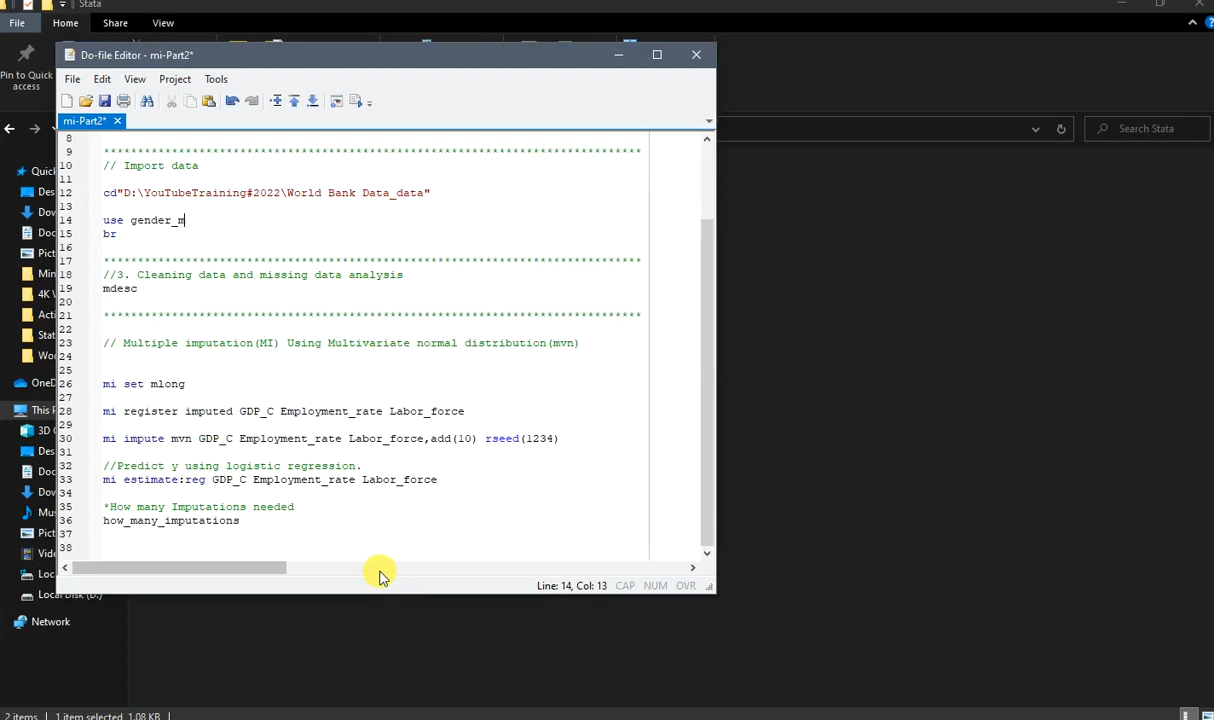 Stata
File Home Share View
Pin to Quick
access
Search Stata
Quick
Des
Dow
Doc
Pict
Min
4K
Acti
Stat
Wor
OneD
This P
3D
Des
Doc
Dow
Mus
Pict
Vide
Loc
Local Disk (D:)
Network
2 items 1 item selected 1.08 KB
Do-file Editor - mi-Part2*
File Edit View Project Tools
mi-Part2*
8
9 *******************************************************************************
10 // Import data
11
12 cd"D:\YouTubeTraining#2022\World Bank Data_data"
13
14 use gender_m
15 br
16
17 *******************************************************************************
18 //3. Cleaning data and missing data analysis
19 mdesc
20
21 *******************************************************************************
22
23 // Multiple imputation(MI) Using Multivariate normal distribution(mvn)
24
25
26 mi set mlong
27
28 mi register imputed GDP_C Employment_rate Labor_force
29
30 mi impute mvn GDP_C Employment_rate Labor_force,add(10) rseed(1234)
31
32 //Predict y using logistic regression.
33 mi estimate:reg GDP_C Employment_rate Labor_force
34
35 *How many Imputations needed
36 how_many_imputations
37
38
Line: 14, Col: 13 CAP NUM OVR